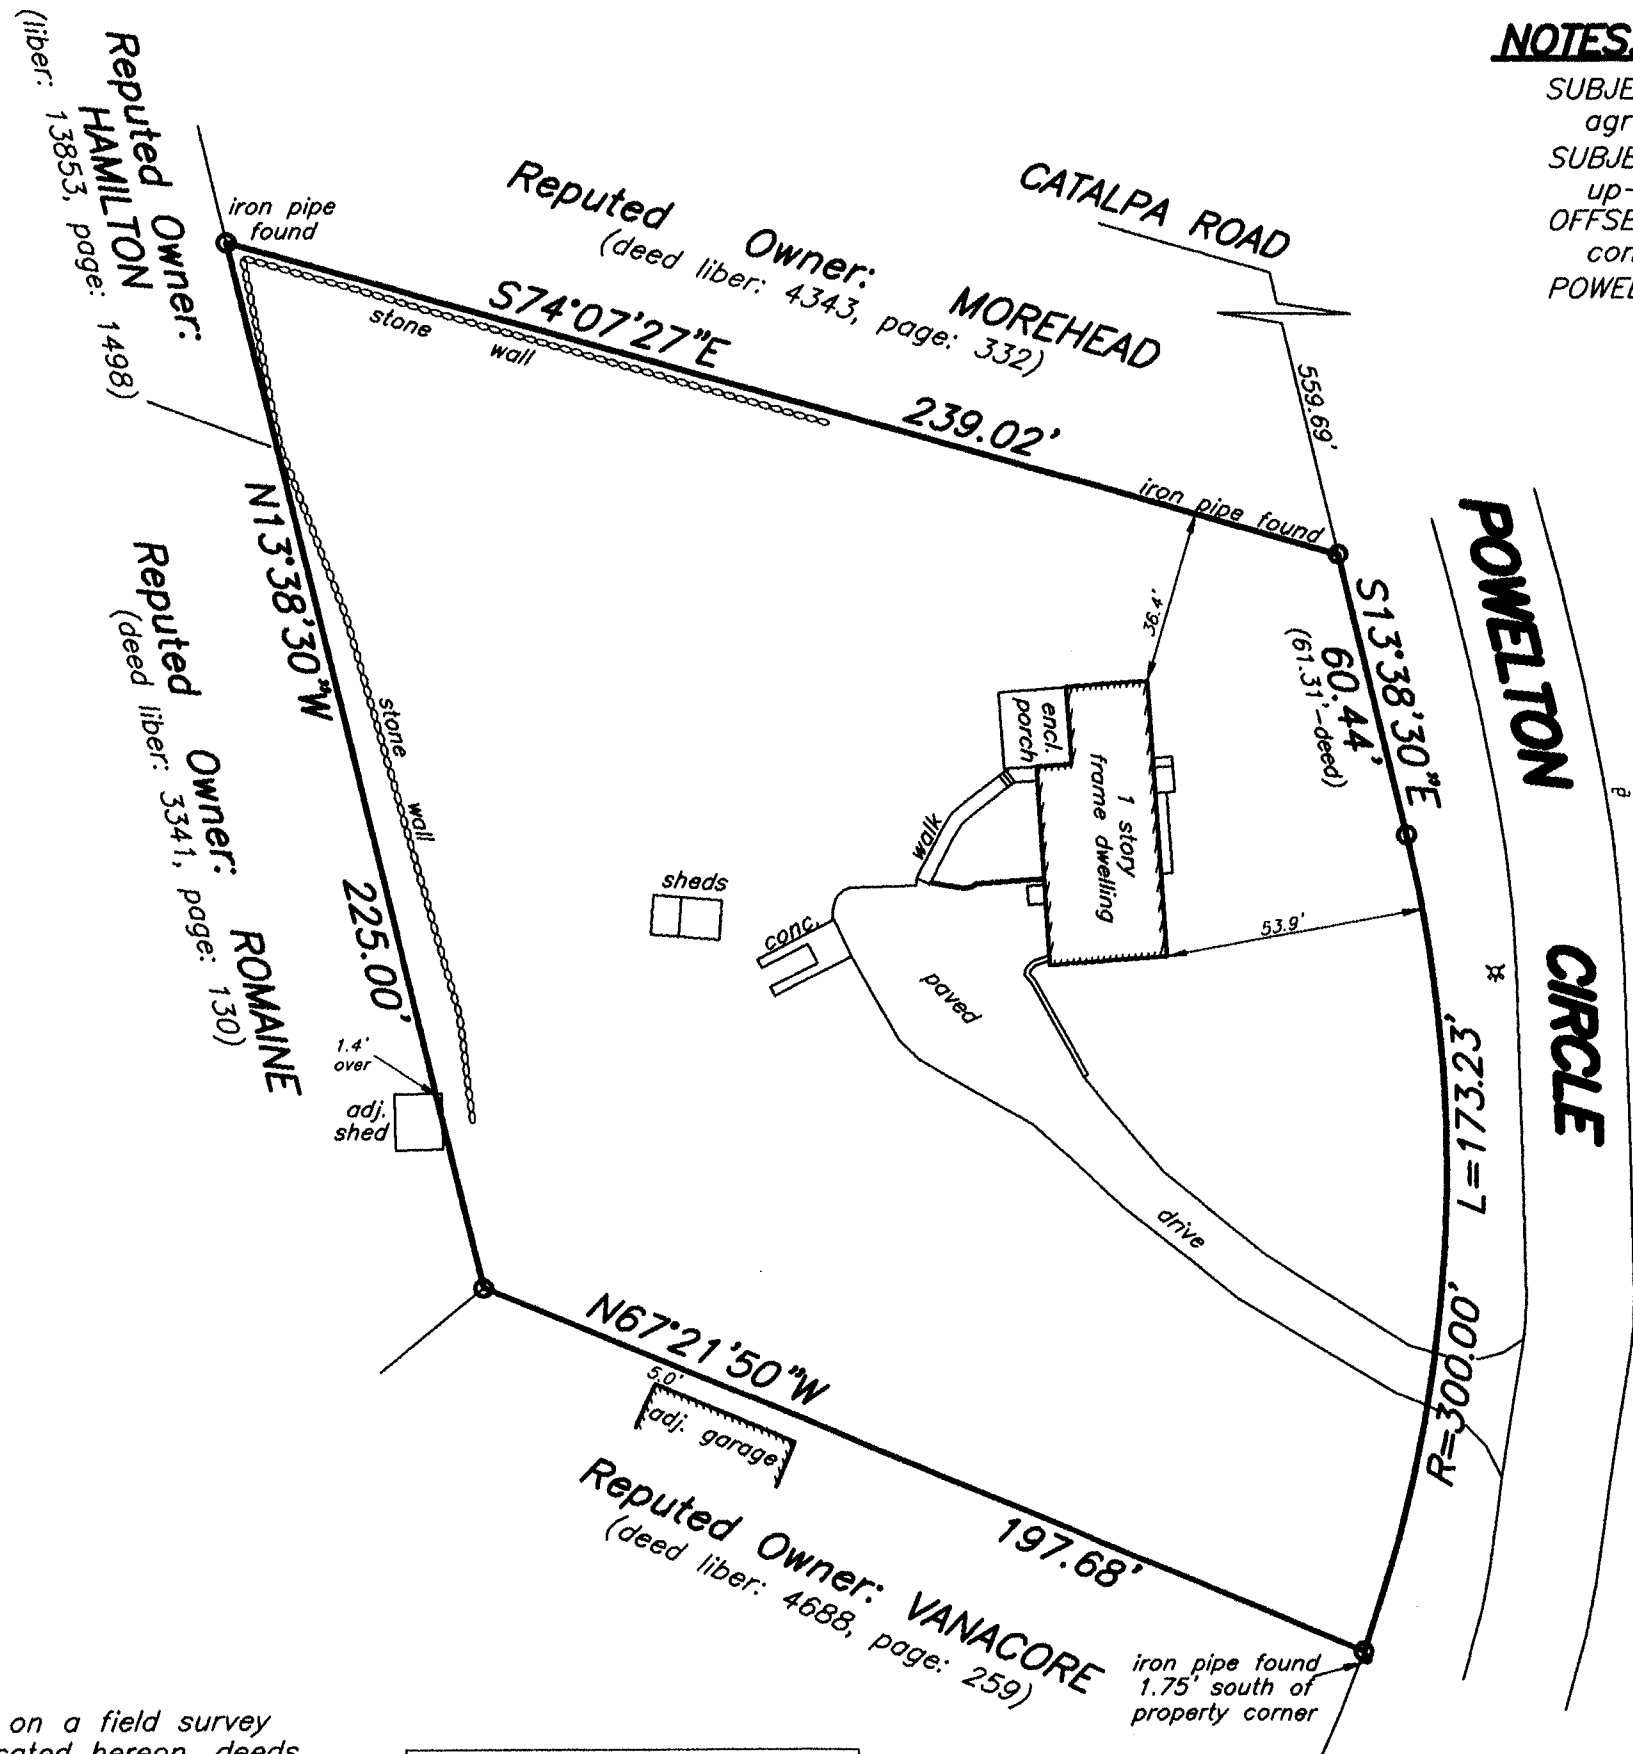 NOTES
SUBJE
agr
SUBJE
up-
OFFSE
con
POWEL
Reputed Owner:
HAMILTON
(liber: 13853, page: 1498)
iron pipe
found
Reputed Owner: MOREHEAD
(deed liber: 4343, page: 332)
CATALPA ROAD
559.69'
S74°07'27"E
239.02'
stone wall
iron pipe found
36.4'
S13°38'30"E
60.44'
(61.31'-deed)
POWELTON CIRCLE
N13°38'30"W
225.00'
stone wall
Reputed Owner: ROMAINE
(deed liber: 3341, page: 130)
encl.
porch
1 story
frame dwelling
walk
sheds
conc.
paved
drive
53.9'
L=173.23'
R=300.00'
1.4'
over
adj.
shed
N67°21'50"W
197.68'
5.0'
adj. garage
Reputed Owner: VANACORE
(deed liber: 4688, page: 259)
iron pipe found
1.75' south of
property corner
on a field survey
cated hereon, deeds